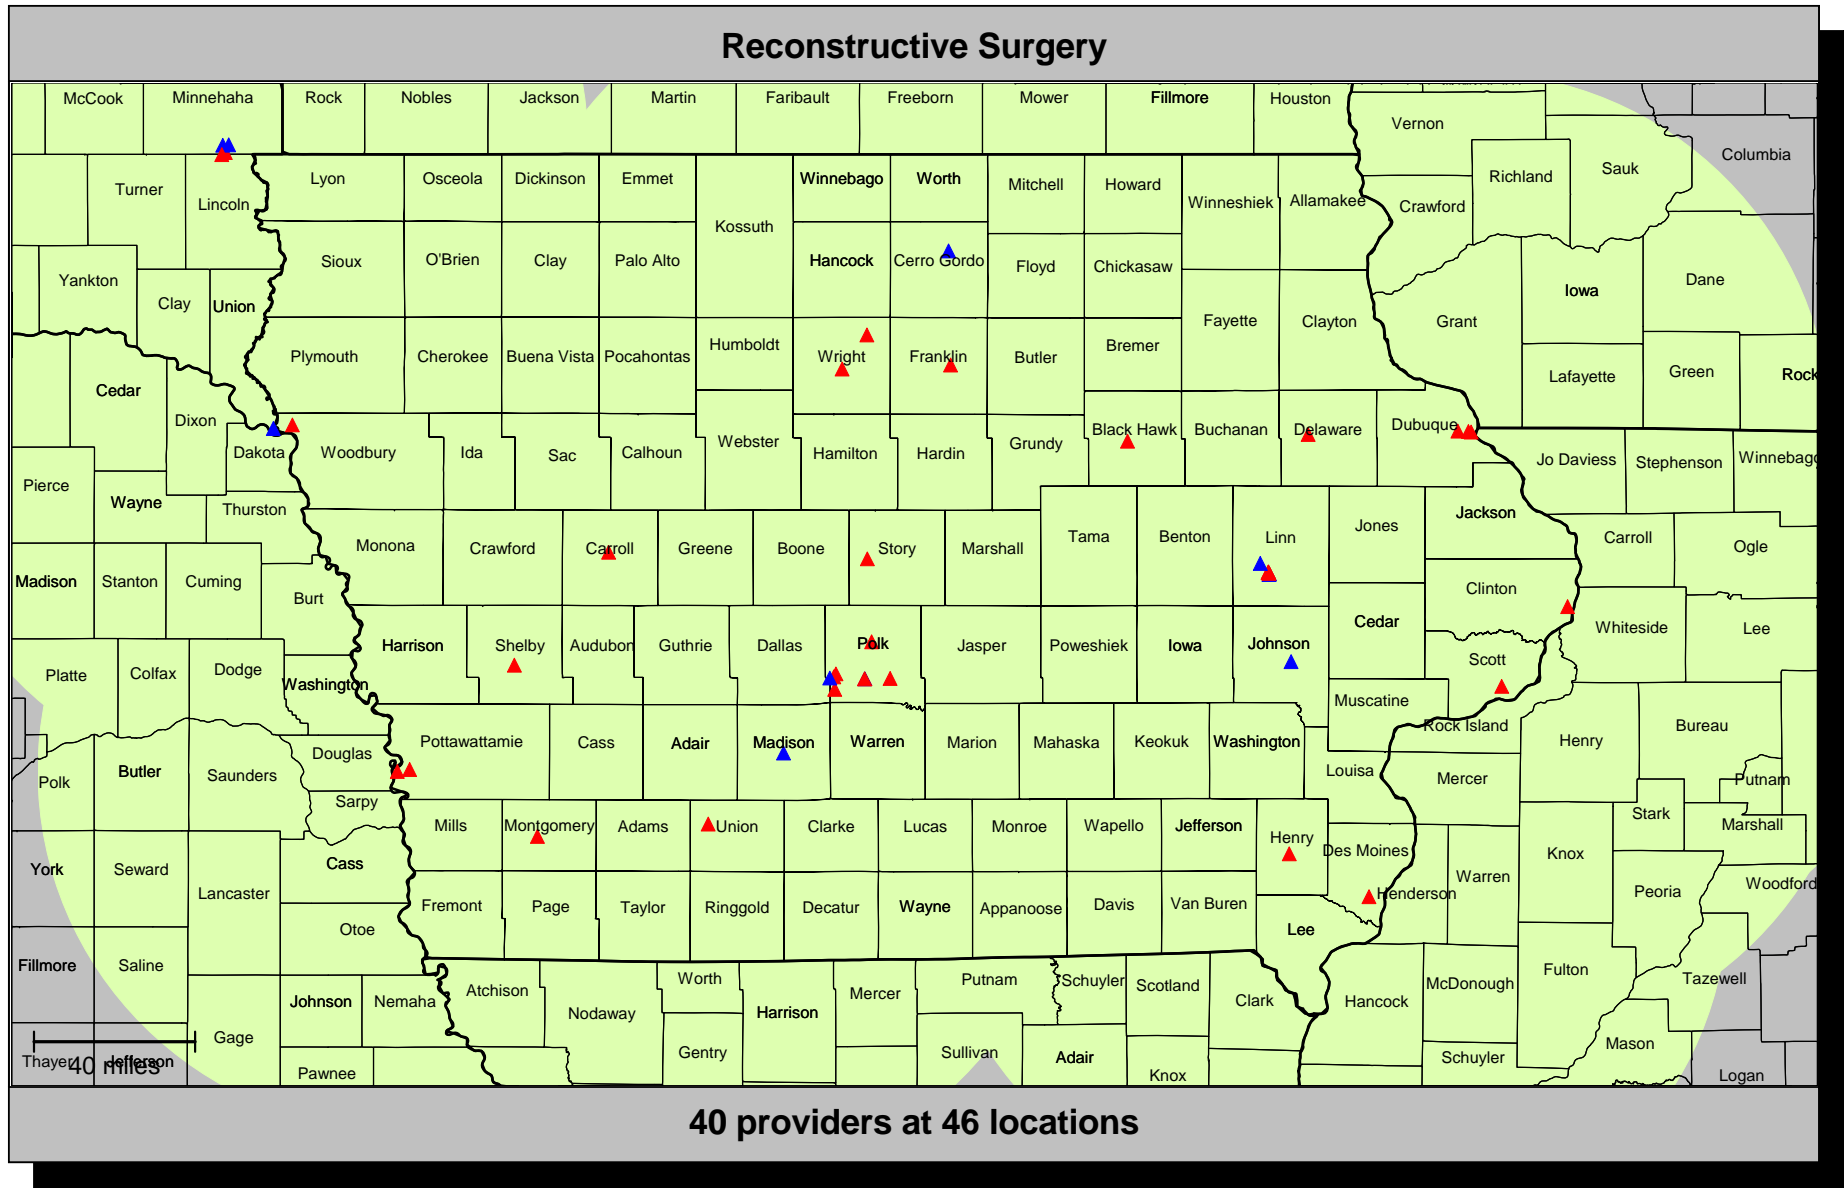 Reconstructive Surgery
McCook Minnehaha Rock Nobles Jackson Martin Faribault Freeborn Mower Fillmore Houston
Vernon
Columbia
Turner Lyon Osceola Dickinson Emmet Winnebago Worth Mitchell Howard Richland Sauk
Lincoln Winneshiek Allamakee Crawford
Kossuth
Yankton Sioux O'Brien Clay Palo Alto Hancock Cerro Gordo Floyd Chickasaw Dane
Clay Union Iowa
Fayette Clayton Grant
Plymouth Cherokee Buena Vista Pocahontas Humboldt Wright Franklin Butler Bremer
Cedar Lafayette Green Rock
Dixon Dubuque
Dakota Woodbury Ida Sac Calhoun Webster Hamilton Hardin Grundy Black Hawk Buchanan Delaware
Jo Daviess Stephenson Winnebago
Pierce
Wayne Thurston Jackson
Monona Crawford Carroll Greene Boone Story Marshall Tama Benton Linn Jones Carroll Ogle
Madison Stanton Cuming Clinton
Burt
Harrison Shelby Audubon Guthrie Dallas Polk Jasper Poweshiek Iowa Johnson Cedar Whiteside Lee
Platte Colfax Dodge Scott
Washington Muscatine
Rock Island Bureau
Douglas Pottawattamie Cass Adair Madison Warren Marion Mahaska Keokuk Washington Henry
Polk Butler Saunders Louisa Mercer Putnam
Sarpy
Mills Montgomery Adams Union Clarke Lucas Monroe Wapello Jefferson Henry Stark Marshall
Des Moines Knox
York Seward Cass Warren
Lancaster Henderson Peoria Woodford
Fremont Page Taylor Ringgold Decatur Wayne Appanoose Davis Van Buren
Otoe Lee
Fillmore Saline Fulton Tazewell
Johnson Nemaha Atchison Worth Mercer Putnam Schuyler Scotland Clark Hancock McDonough
Nodaway Harrison
Gage Gentry Sullivan Adair Schuyler Mason
Thayer Jefferson
40 miles
Pawnee Knox Logan
40 providers at 46 locations